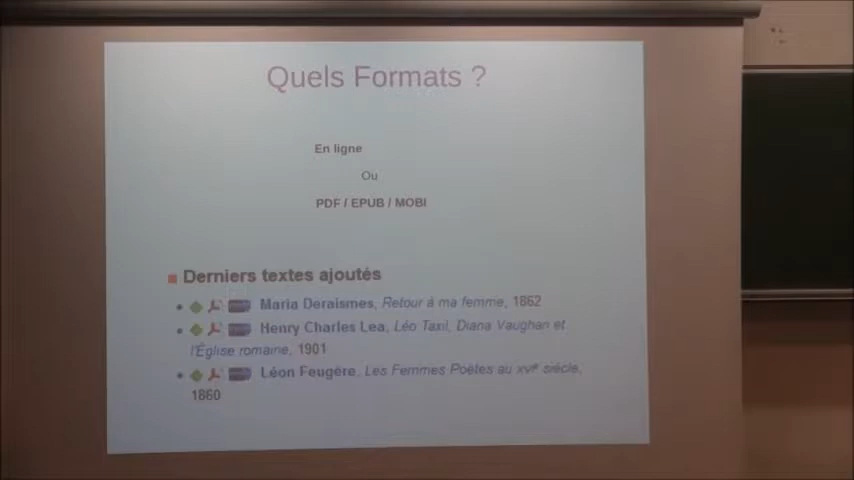 Quels Formats ?
En ligne
Ou
PDF / EPUB / MOBI
Derniers textes ajoutés
Maria Deraismes, Retour à ma femme, 1862
Henry Charles Lea, Léo Taxil, Diana Vaughan et
l'Église romaine, 1901
Léon Feugère, Les Femmes Poètes au XVIe siècle,
1860